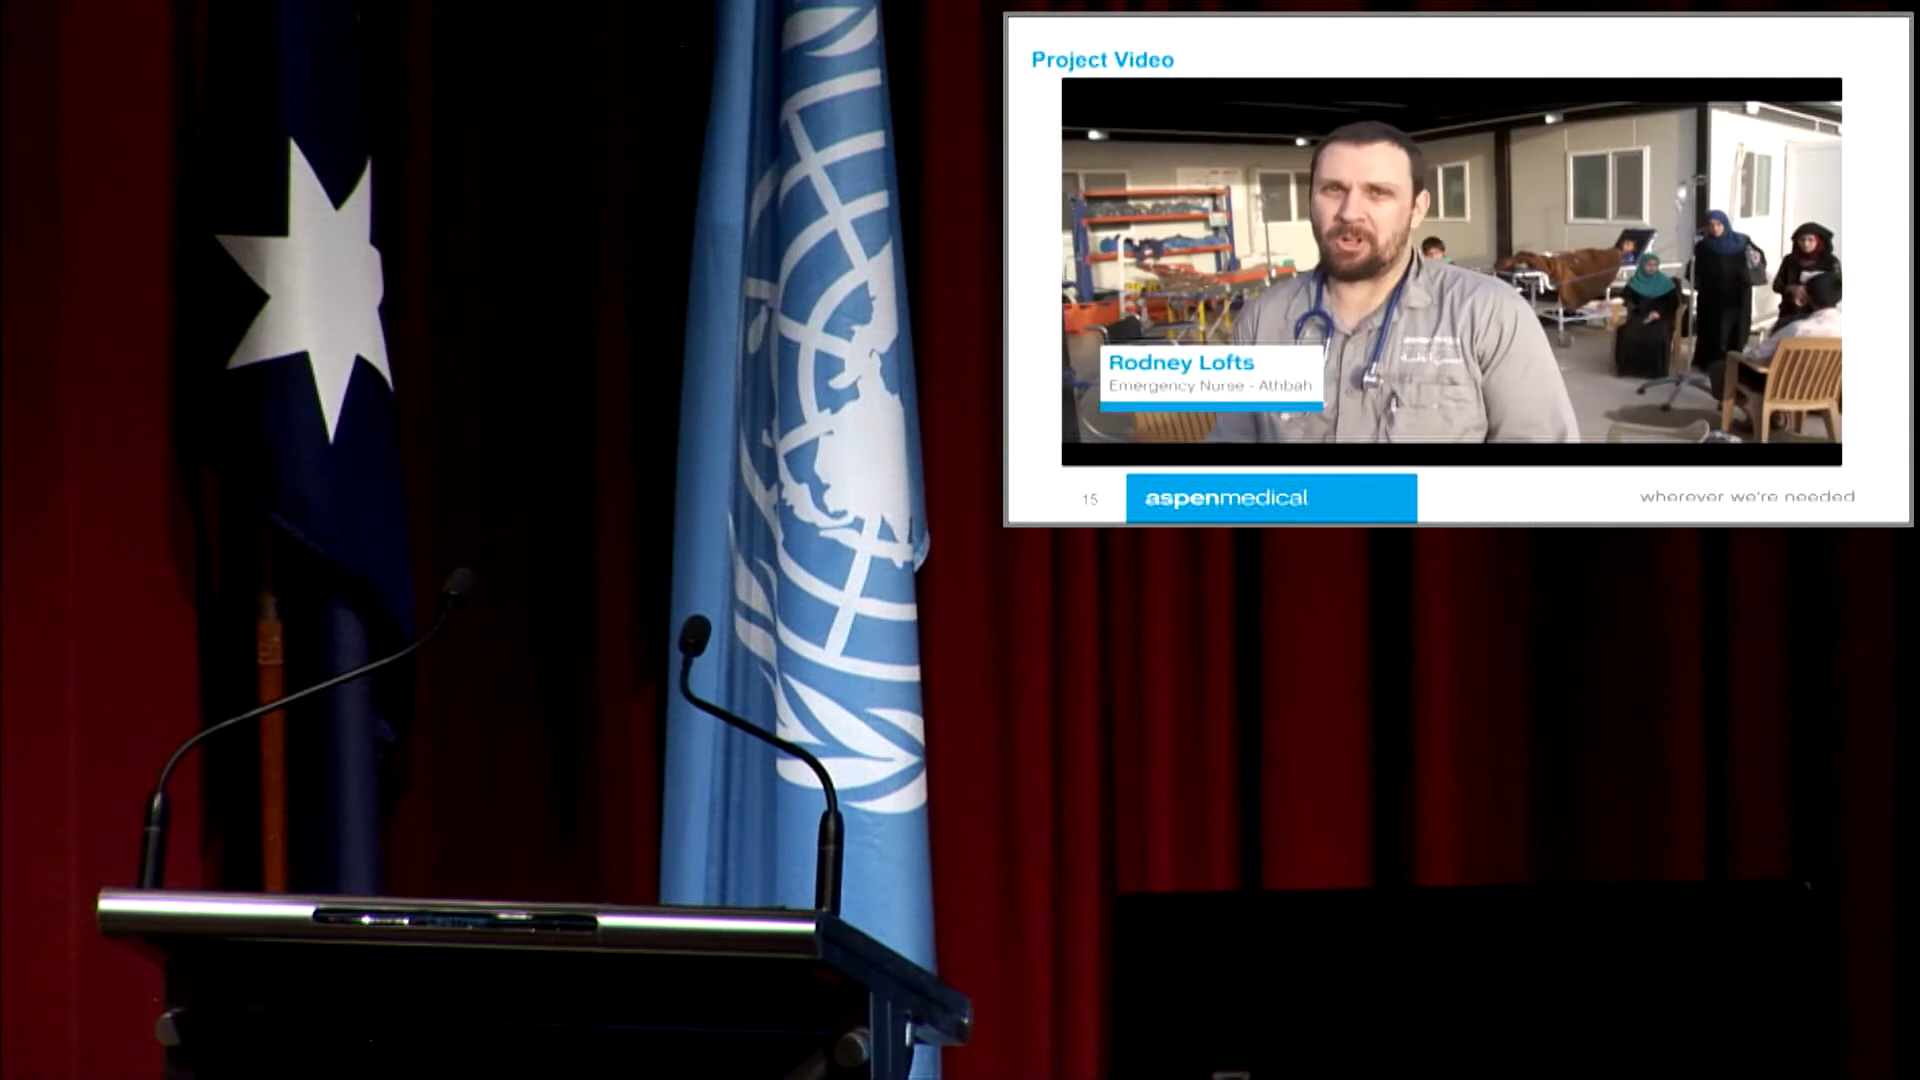 Project Video
Rodney Lofts
Emergency Nurse - Athbah
15
aspenmedical
wherever we're needed